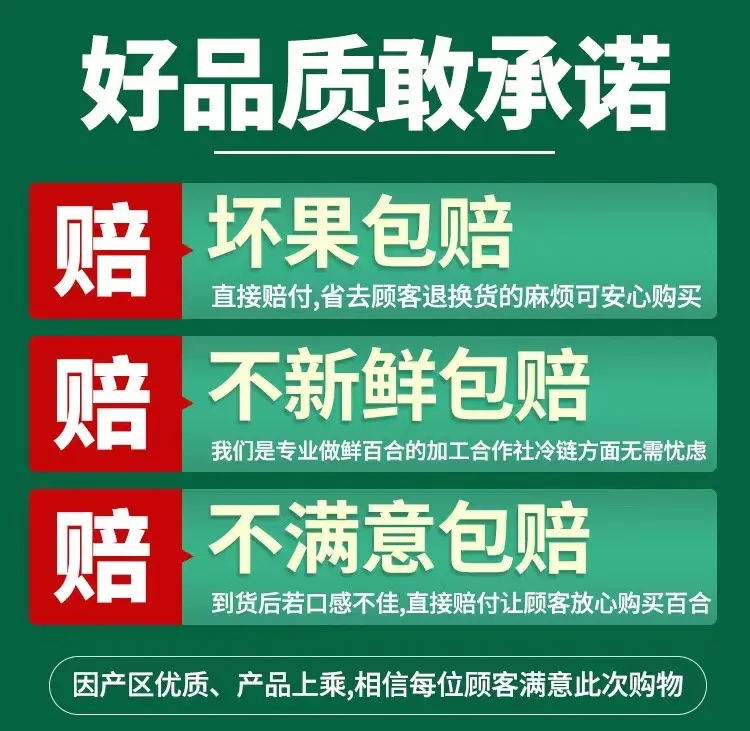 好品质敢承诺
赔
坏果包赔
直接赔付,省去顾客退换货的麻烦可安心购买
赔
不新鲜包赔
我们是专业做鲜百合的加工合作社冷链方面无需忧虑
赔
不满意包赔
到货后若口感不佳,直接赔付让顾客放心购买百合
因产区优质、产品上乘,相信每位顾客满意此次购物